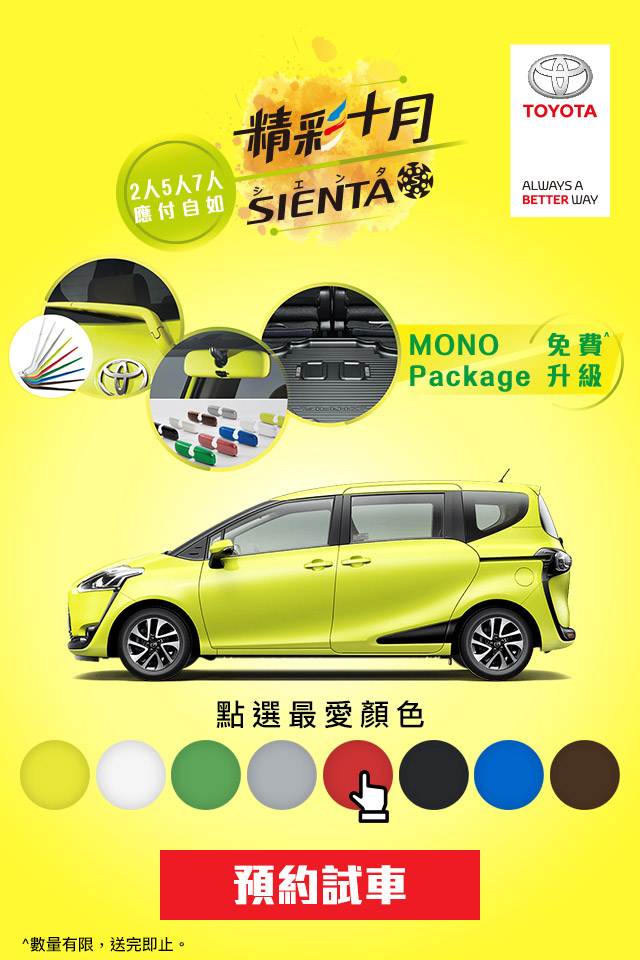 精彩十月
シエンタ
SIENTA
2人5人7人
應付自如
TOYOTA
ALWAYS A
BETTER WAY
MONO 免費^
Package 升級
點選最愛顏色
預約試車
^數量有限，送完即止。